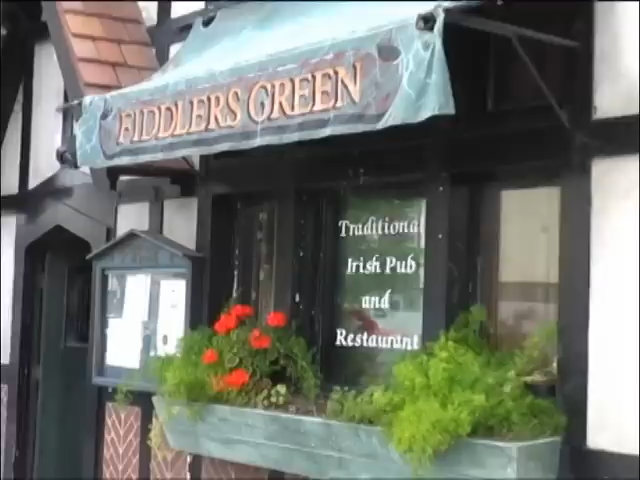 FIDDLERS GREEN
Traditional
Irish Pub
and
Restaurant